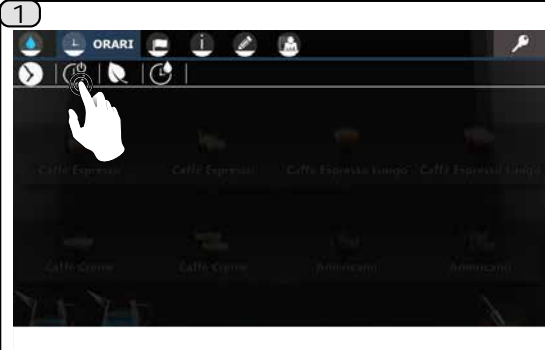 1
ORARI
i
Caffè Espresso Caffè Espresso Caffè Espresso Lungo Caffè Espresso Lungo
Caffè Creme Caffè Creme Americano Americano